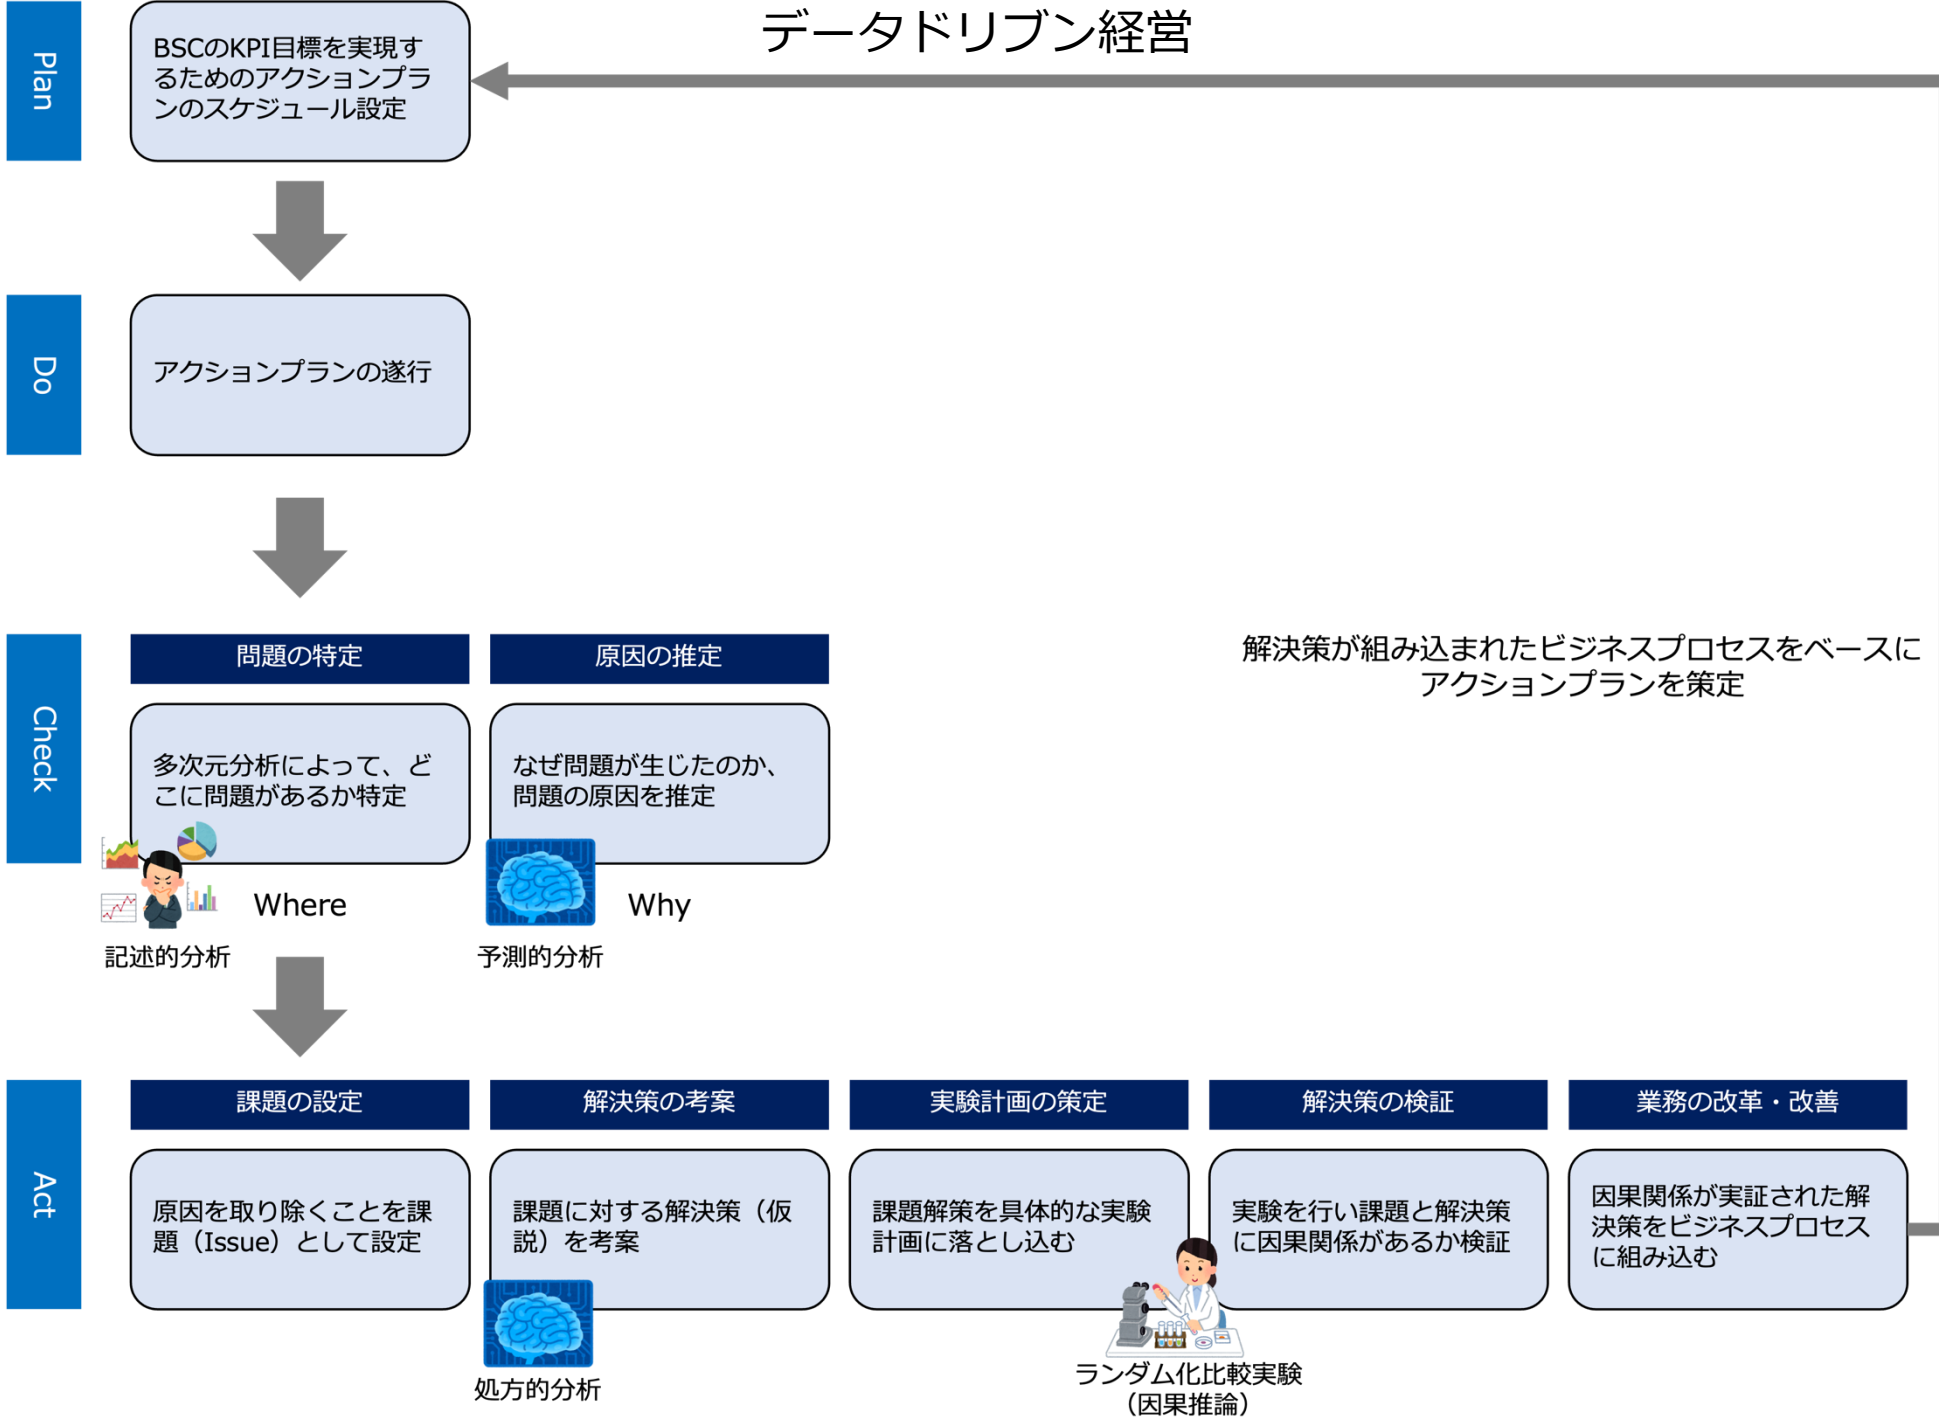 データドリブン経営
Plan
BSCのKPI目標を実現す
るためのアクションプラ
ンのスケジュール設定
Do
アクションプランの遂行
Check
問題の特定
多次元分析によって、ど
こに問題があるか特定
Where
記述的分析
原因の推定
なぜ問題が生じたのか、
問題の原因を推定
Why
予測的分析
解決策が組み込まれたビジネスプロセスをベースに
アクションプランを策定
Act
課題の設定
原因を取り除くことを課
題（Issue）として設定
解決策の考案
課題に対する解決策（仮
説）を考案
処方的分析
実験計画の策定
課題解策を具体的な実験
計画に落とし込む
解決策の検証
実験を行い課題と解決策
に因果関係があるか検証
ランダム化比較実験
（因果推論）
業務の改革・改善
因果関係が実証された解
決策をビジネスプロセス
に組み込む